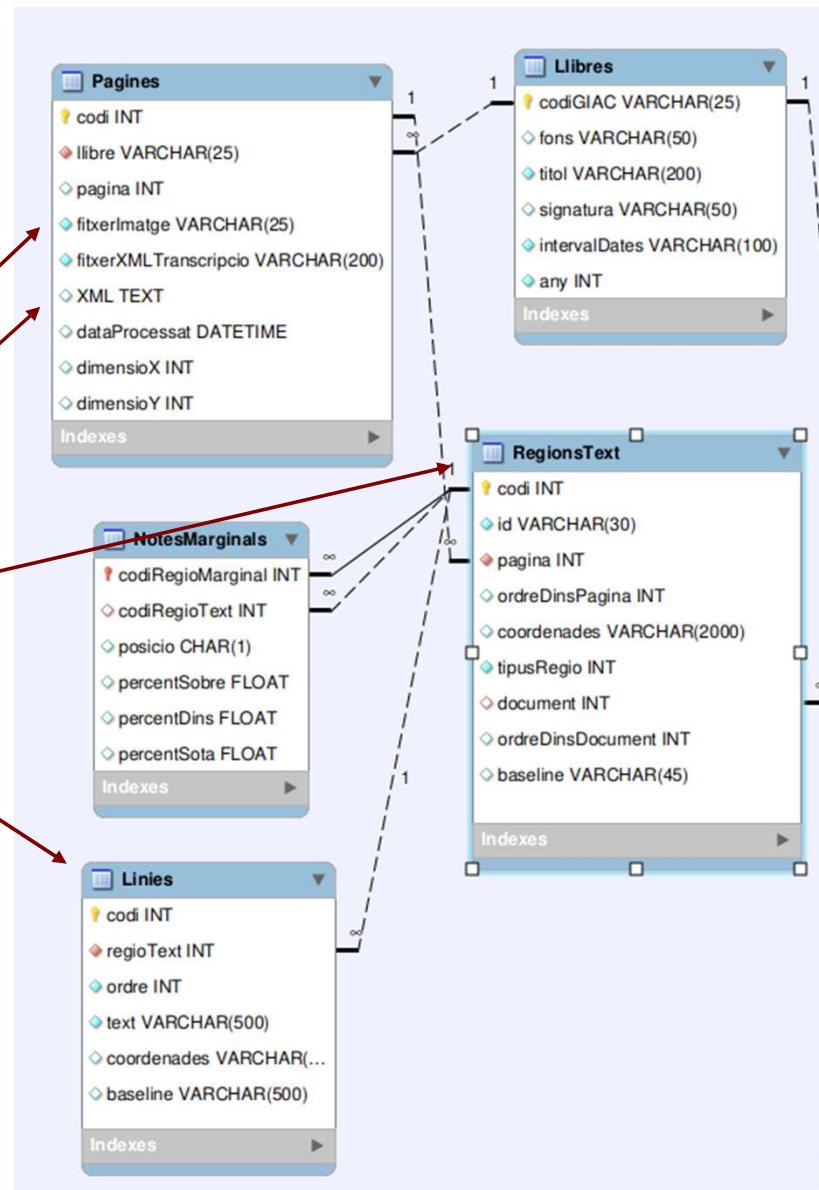 Pagines
codi INT
llibre VARCHAR(25)
pagina INT
fitxerImatge VARCHAR(25)
fitxerXMLTranscripcio VARCHAR(200)
XML TEXT
dataProcessat DATETIME
dimensioX INT
dimensioY INT
Indexes
1
∞
1
Llibres
codiGIAC VARCHAR(25)
fons VARCHAR(50)
titol VARCHAR(200)
signatura VARCHAR(50)
intervalDates VARCHAR(100)
any INT
Indexes
1
RegionsText
codi INT
id VARCHAR(30)
pagina INT
ordreDinsPagina INT
coordenades VARCHAR(2000)
tipusRegio INT
document INT
ordreDinsDocument INT
baseline VARCHAR(45)
Indexes
1
∞
NotesMarginals
codiRegioMarginal INT
codiRegioText INT
posicio CHAR(1)
percentSobre FLOAT
percentDins FLOAT
percentSota FLOAT
Indexes
∞
∞
1
Linies
codi INT
regioText INT
ordre INT
text VARCHAR(500)
coordenades VARCHAR(...
baseline VARCHAR(500)
Indexes
∞